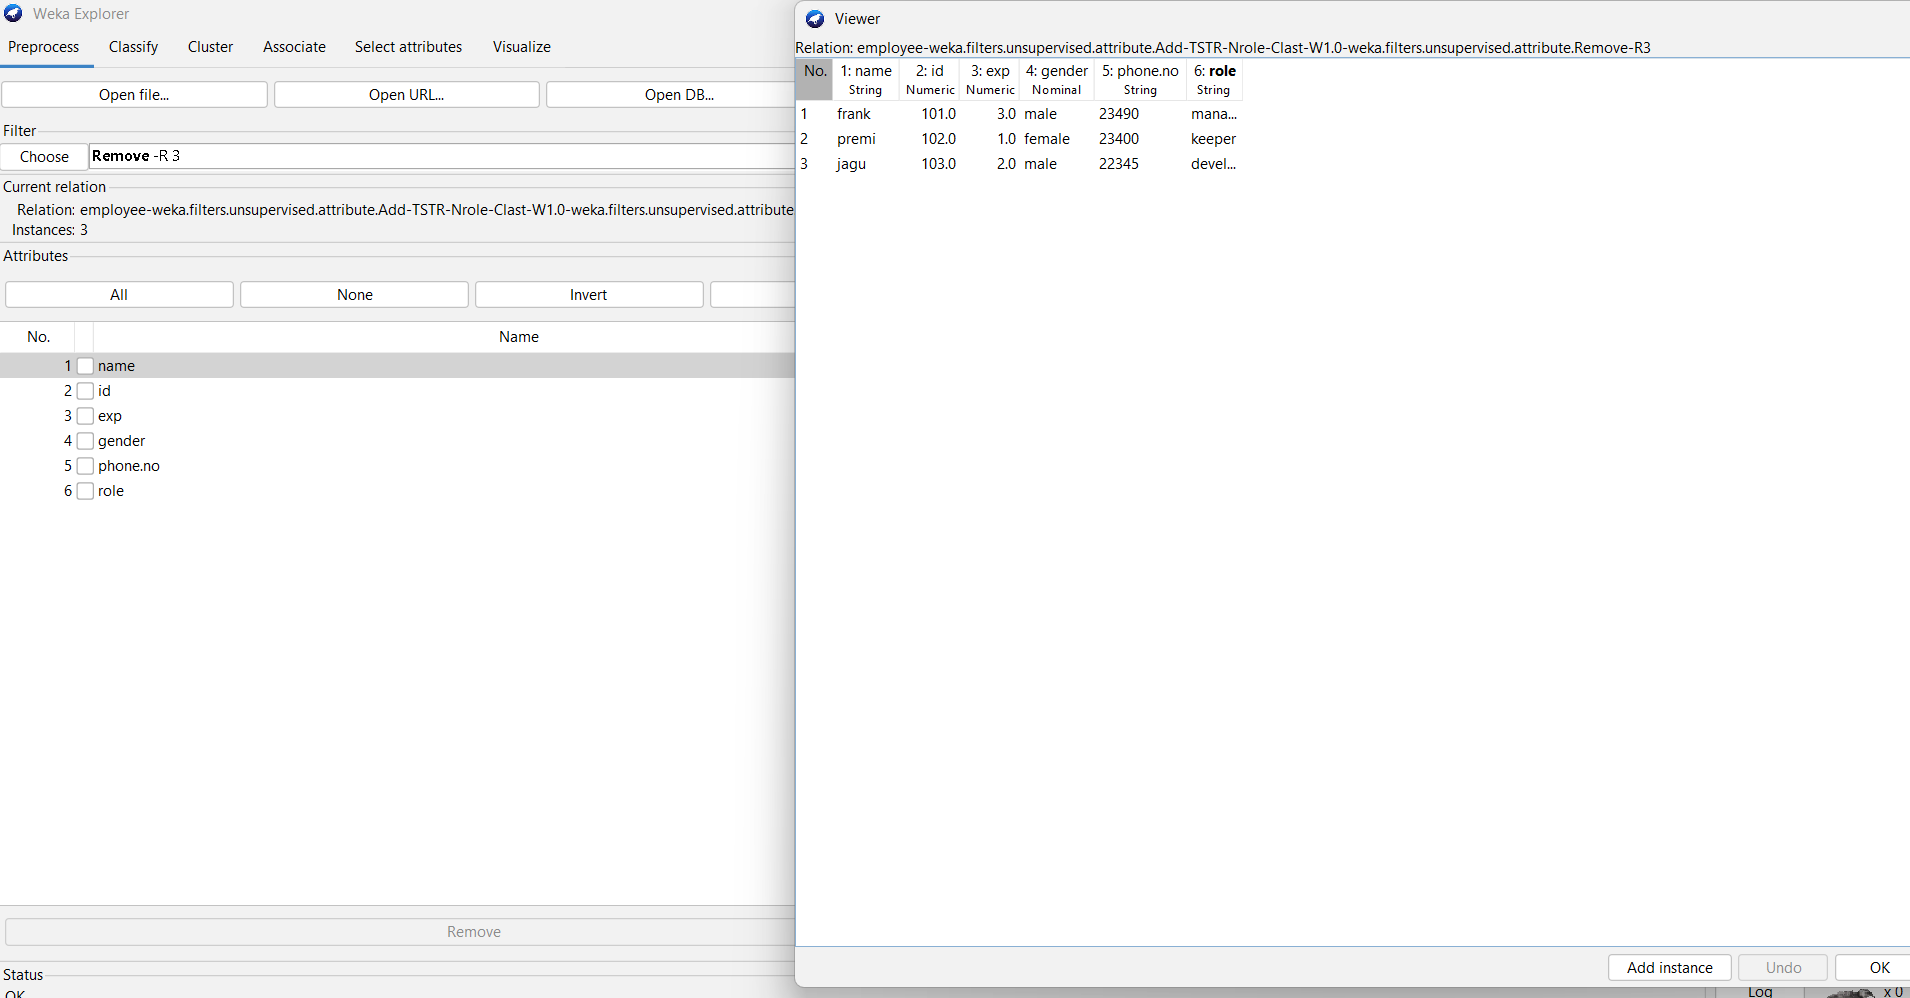 Weka Explorer
Preprocess Classify Cluster Associate Select attributes Visualize
Open file... Open URL... Open DB...
Filter
Choose Remove -R 3
Current relation
Relation: employee-weka.filters.unsupervised.attribute.Add-TSTR-Nrole-Clast-W1.0-weka.filters.unsupervised.attribute
Instances: 3
Attributes
All None Invert
No. Name
1 name
2 id
3 exp
4 gender
5 phone.no
6 role
Remove
Status
OK
Viewer
Relation: employee-weka.filters.unsupervised.attribute.Add-TSTR-Nrole-Clast-W1.0-weka.filters.unsupervised.attribute.Remove-R3
No. 1: name 2: id 3: exp 4: gender 5: phone.no 6: role
String Numeric Numeric Nominal String String
1 frank 101.0 3.0 male 23490 mana...
2 premi 102.0 1.0 female 23400 keeper
3 jagu 103.0 2.0 male 22345 devel...
Add instance Undo OK
Log x 0